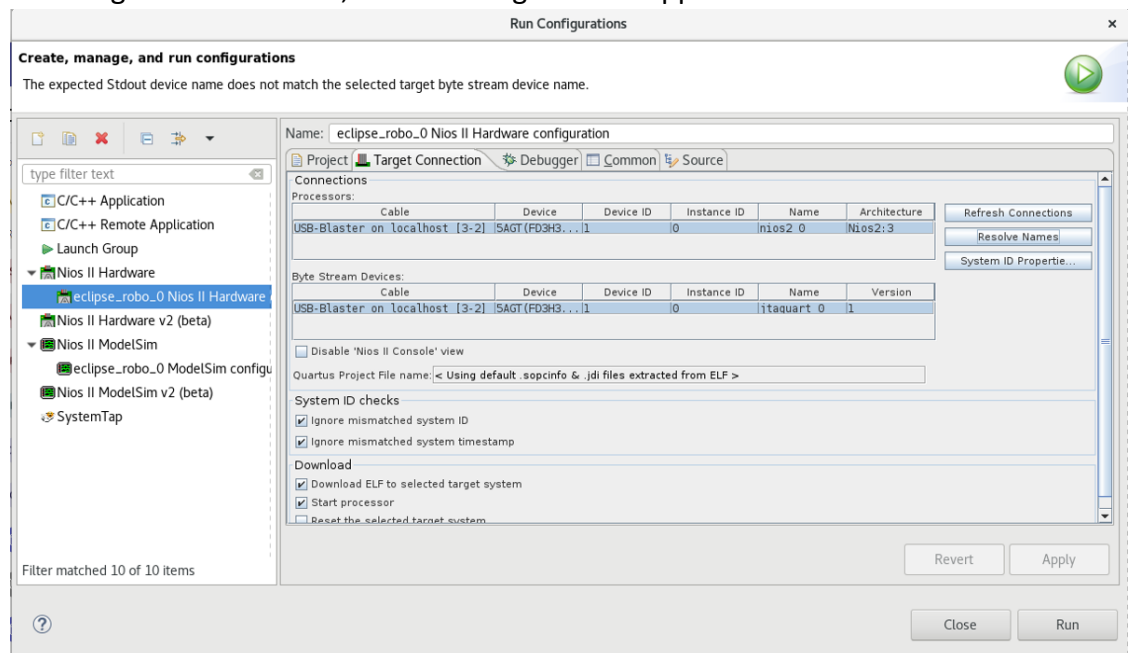 Run Configurations
Create, manage, and run configurations
The expected Stdout device name does not match the selected target byte stream device name.
type filter text
C/C++ Application
C/C++ Remote Application
Launch Group
Nios II Hardware
eclipse_robo_0 Nios II Hardware
Nios II Hardware v2 (beta)
Nios II ModelSim
eclipse_robo_0 ModelSim configu
Nios II ModelSim v2 (beta)
SystemTap
Filter matched 10 of 10 items
Name: eclipse_robo_0 Nios II Hardware configuration
Project Target Connection Debugger Common Source
Connections
Processors:
Cable Device Device ID Instance ID Name Architecture
USB-Blaster on localhost [3-2] 5AGT(FD3H3... 1 0 nios2_0 Nios2:3
Refresh Connections
Resolve Names
System ID Propertie...
Byte Stream Devices:
Cable Device Device ID Instance ID Name Version
USB-Blaster on localhost [3-2] 5AGT(FD3H3... 1 0 jtaguart_0 1
Disable 'Nios II Console' view
Quartus Project File name: < Using default .sopcinfo & .jdi files extracted from ELF >
System ID checks
Ignore mismatched system ID
Ignore mismatched system timestamp
Download
Download ELF to selected target system
Start processor
Reset the selected target system
Revert Apply
Close Run